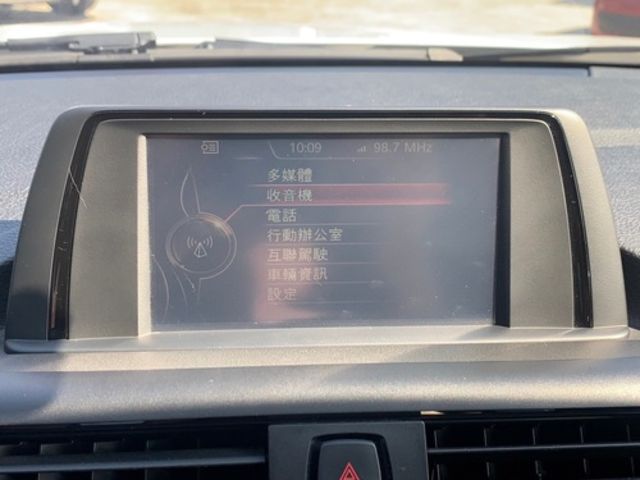 10:09 98.7 MHz
多媒體
收音機
電話
行動辦公室
互聯駕駛
車輛資訊
設定